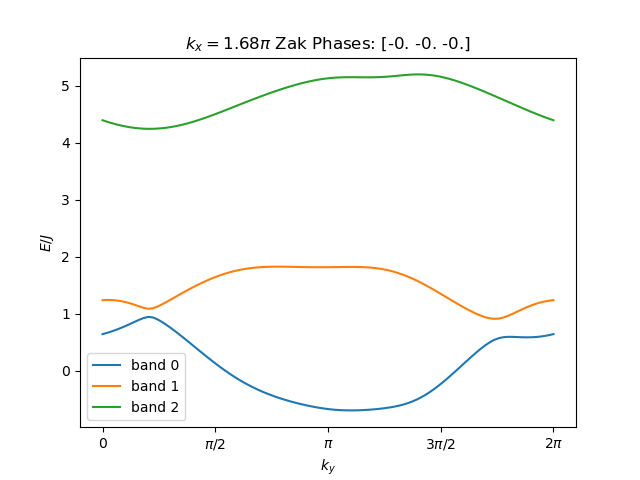 $k_x = 1.68\pi$ Zak Phases: [-0. -0. -0.]
5
4
3
2
1
0
E/J
band 0
band 1
band 2
0
π/2
π
3π/2
2π
$k_y$